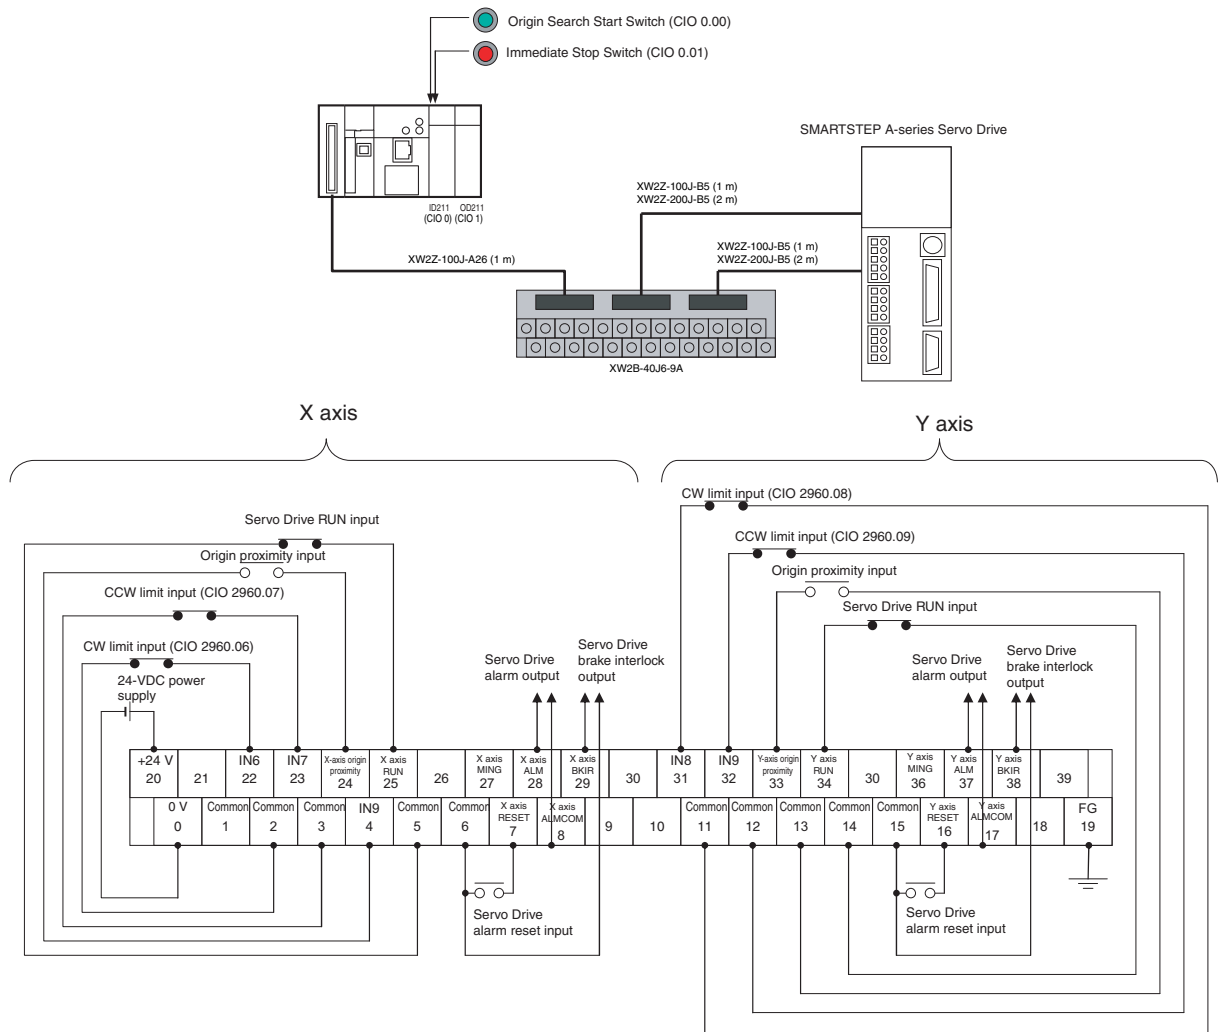 Origin Search Start Switch (CIO 0.00)
Immediate Stop Switch (CIO 0.01)
SMARTSTEP A-series Servo Drive
XW2Z-100J-B5 (1 m)
XW2Z-200J-B5 (2 m)
ID211 OD211
(CIO 0) (CIO 1)
XW2Z-100J-A26 (1 m)
XW2Z-100J-B5 (1 m)
XW2Z-200J-B5 (2 m)
XW2B-40J6-9A
X axis
Y axis
Servo Drive RUN input
Origin proximity input
CCW limit input (CIO 2960.07)
CW limit input (CIO 2960.06)
24-VDC power
supply
Servo Drive
alarm output
Servo Drive
brake interlock
output
CW limit input (CIO 2960.08)
CCW limit input (CIO 2960.09)
Origin proximity input
Servo Drive RUN input
Servo Drive
alarm output
Servo Drive
brake interlock
output
+24 V
20
21
IN6
22
IN7
23
X-axis origin
proximity
24
X axis
RUN
25
26
X axis
MING
27
X axis
ALM
28
X axis
BKIR
29
30
IN8
31
IN9
32
Y-axis origin
proximity
33
Y axis
RUN
34
30
Y axis
MING
36
Y axis
ALM
37
Y axis
BKIR
38
39
0 V
0
Common
1
Common
2
Common
3
IN9
4
Common
5
Common
6
X axis
RESET
7
X axis
ALMCOM
8
9
10
Common
11
Common
12
Common
13
Common
14
Common
15
Y axis
RESET
16
Y axis
ALMCOM
17
18
FG
19
Servo Drive
alarm reset input
Servo Drive
alarm reset input